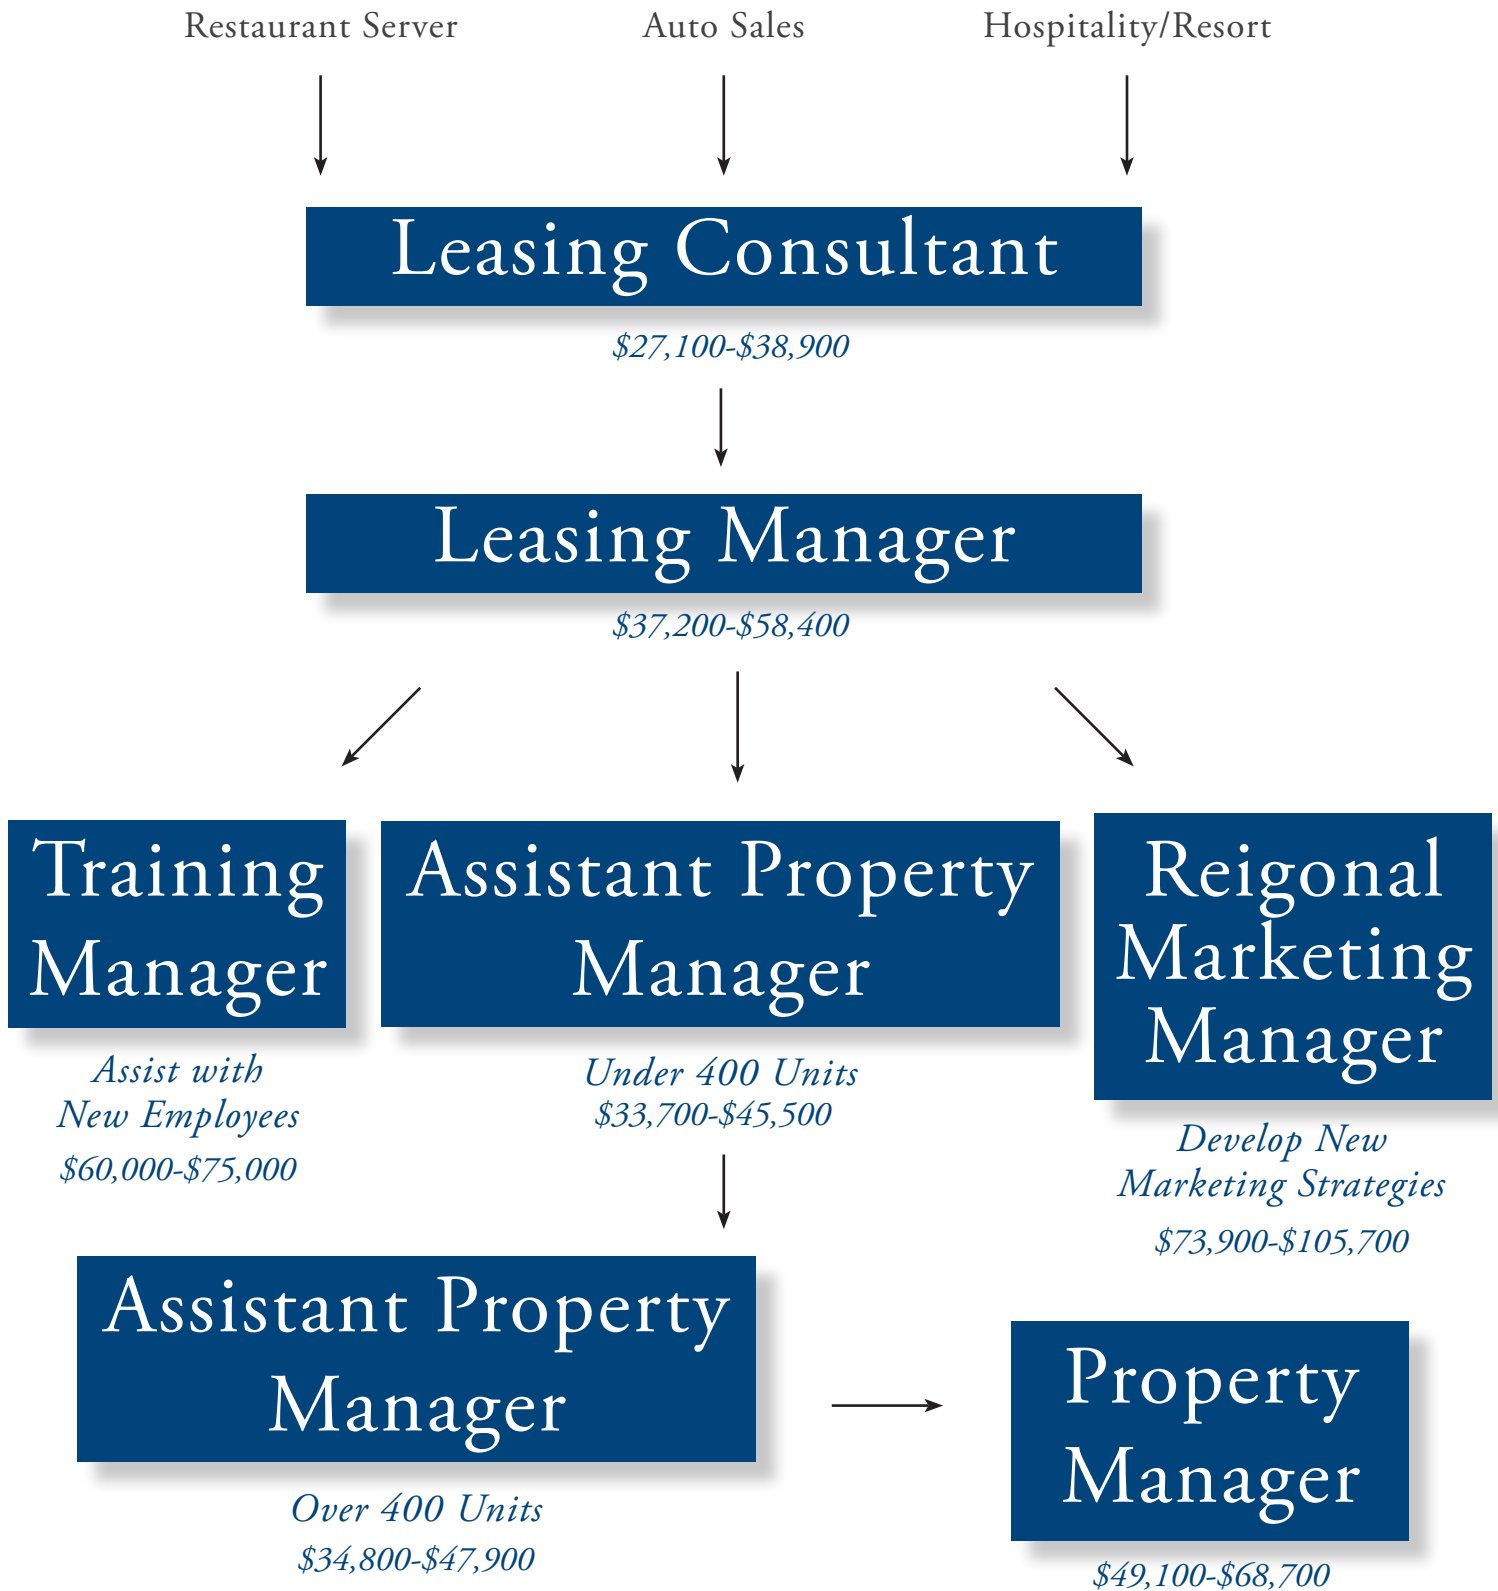 Restaurant Server
Auto Sales
Hospitality/Resort
Leasing Consultant
$27,100-$38,900
Leasing Manager
$37,200-$58,400
Training
Manager
Assist with
New Employees
$60,000-$75,000
Assistant Property
Manager
Under 400 Units
$33,700-$45,500
Reigonal
Marketing
Manager
Develop New
Marketing Strategies
$73,900-$105,700
Assistant Property
Manager
Over 400 Units
$34,800-$47,900
Property
Manager
$49,100-$68,700